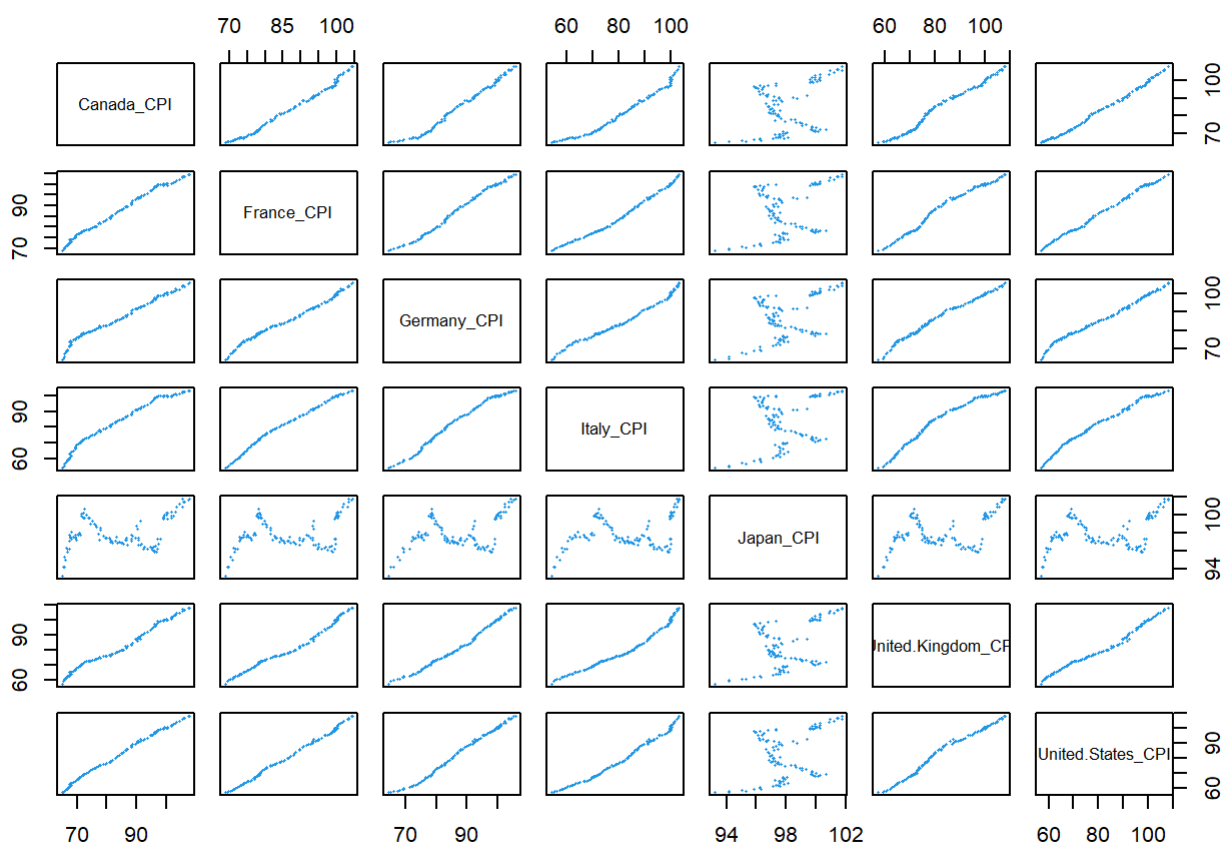 70 85 100 60 80 100 60 80 100
Canada_CPI
70 100
70 90
France_CPI
Germany_CPI
70 100
60 90
Italy_CPI
Japan_CPI
94 100
60 90
United.Kingdom_CP
United.States_CPI
60 90
70 90 70 90 94 98 102 60 80 100